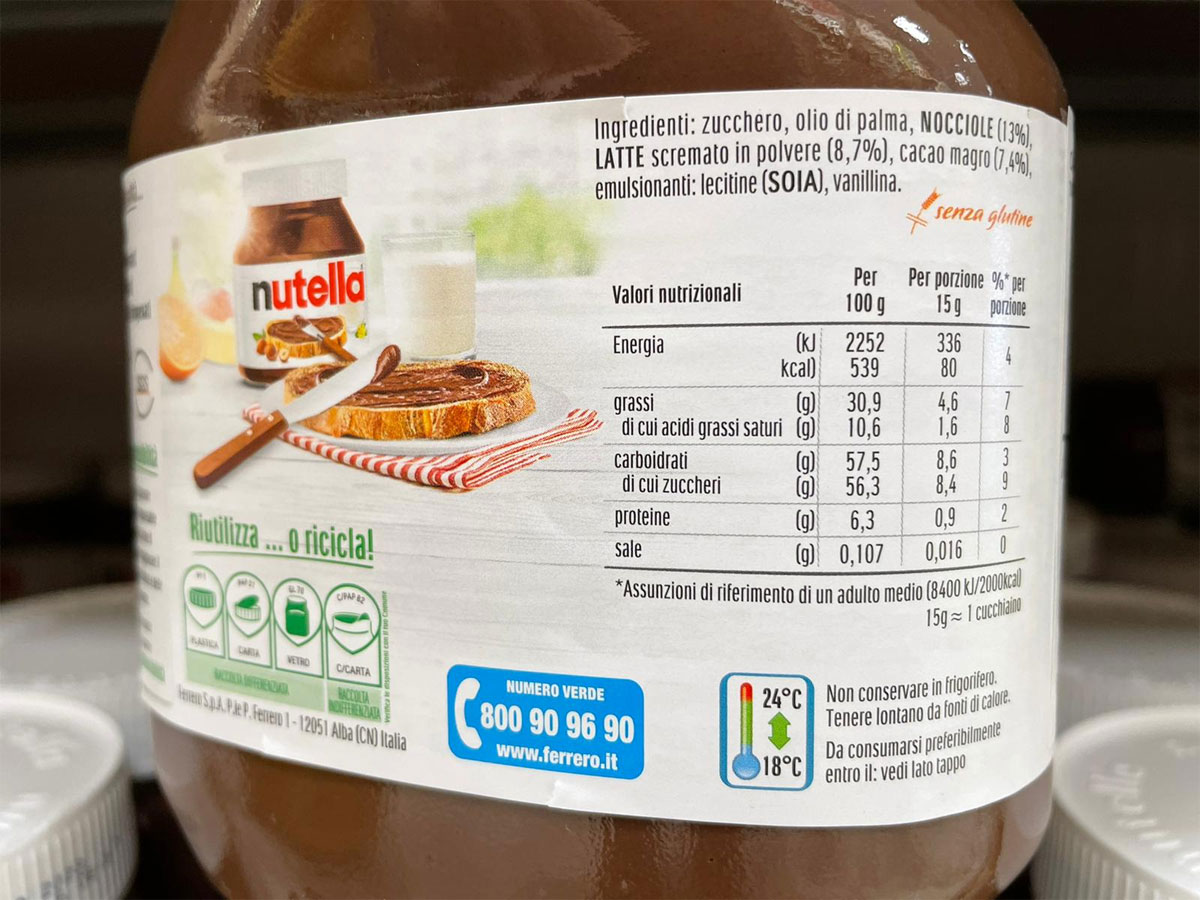 Ingredienti: zucchero, olio di palma, NOCCIOLE (13%),
LATTE scremato in polvere (8,7%), cacao magro (7,4%),
emulsionanti: lecitine (SOIA), vanillina.
senza glutine
nutella
Valori nutrizionali Per 100 g Per porzione 15 g %* per porzione
Energia (kJ 2252 336
kcal) 539 80 4
grassi (g) 30,9 4,6 7
di cui acidi grassi saturi (g) 10,6 1,6 8
carboidrati (g) 57,5 8,6 3
di cui zuccheri (g) 56,3 8,4 9
proteine (g) 6,3 0,9 2
sale (g) 0,107 0,016 0
*Assunzioni di riferimento di un adulto medio (8400 kJ/2000kcal)
15g ≈ 1 cucchiaino
Riutilizza ... o ricicla!
C/PAP 82
PLASTICA CARTA VETRO C/CARTA
RACCOLTA DIFFERENZIATA
RACCOLTA
INDIFFERENZIATA
Ferrero S.p.A. P.le P. Ferrero 1 - 12051 Alba (CN) Italia
NUMERO VERDE
800 90 96 90
www.ferrero.it
24°C
18°C
Non conservare in frigorifero.
Tenere lontano da fonti di calore.
Da consumarsi preferibilmente
entro il: vedi lato tappo